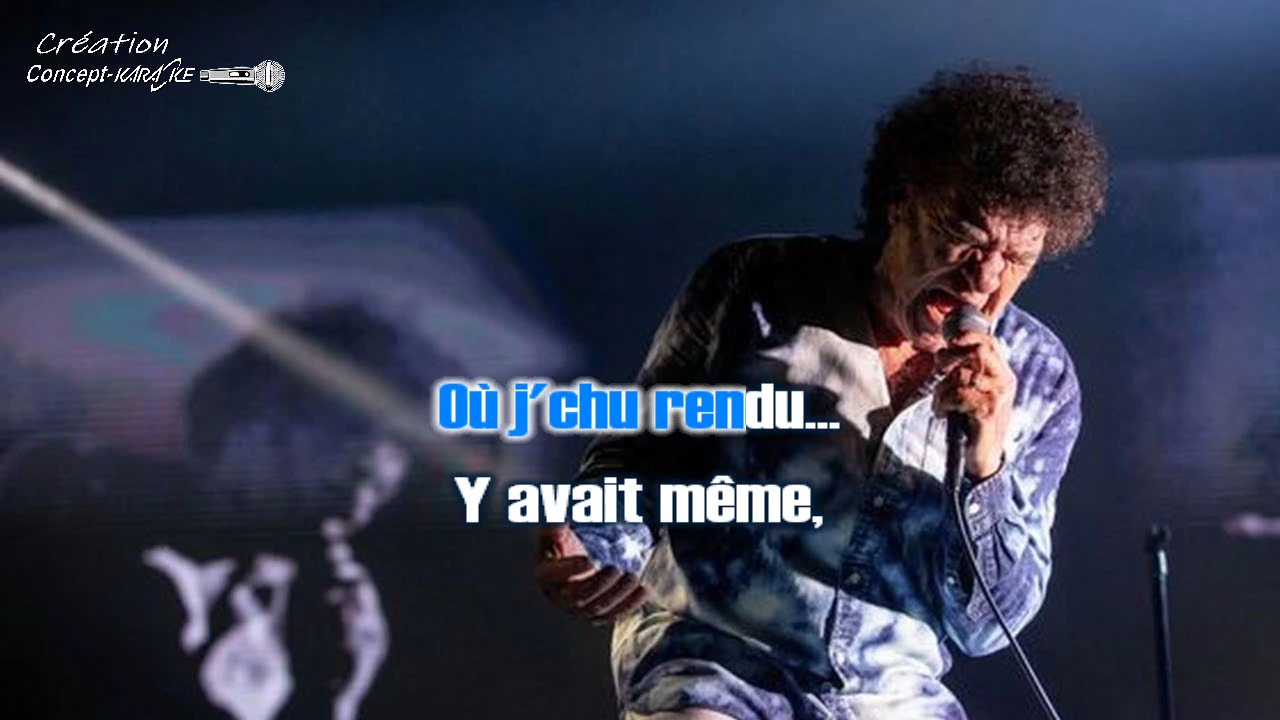 Création
Concept-KARAOKE
Où j'chu rendu...
Y avait même,